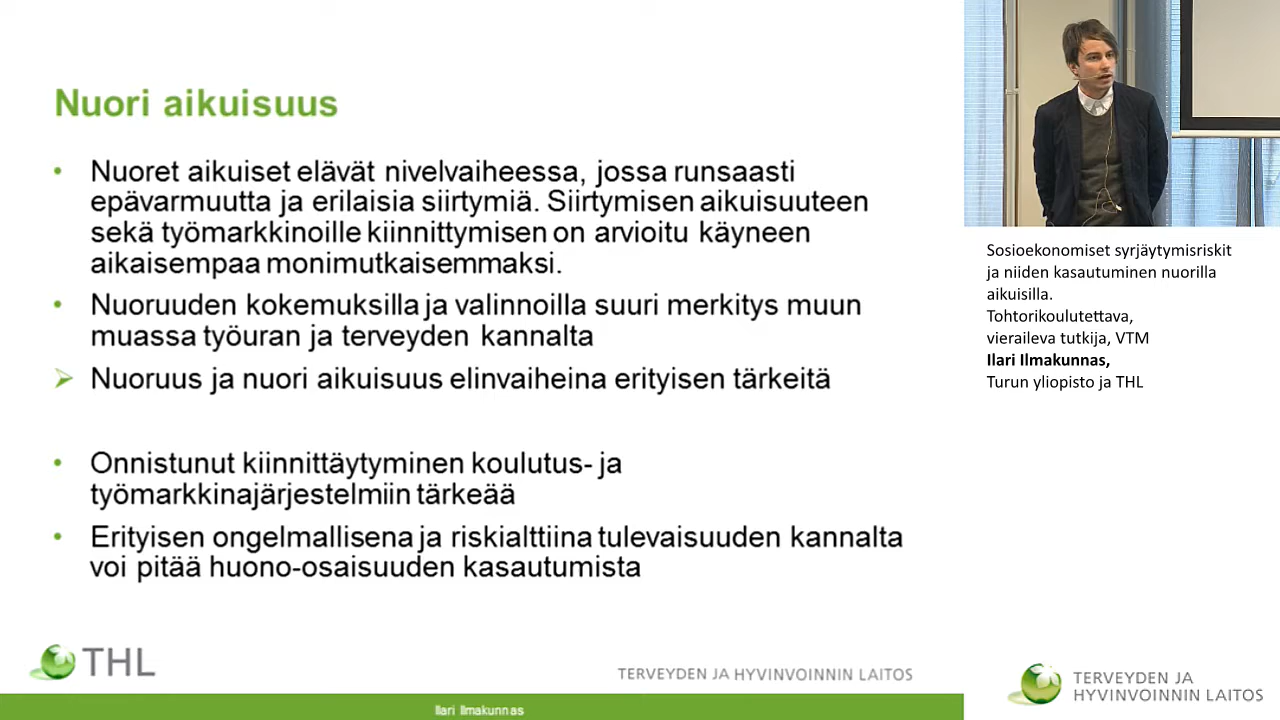 Nuori aikuisuus
• Nuoret aikuiset elävät nivelvaiheessa, jossa runsaasti
epävarmuutta ja erilaisia siirtymiä. Siirtymisen aikuisuuteen
sekä työmarkkinoille kiinnittymisen on arvioitu käyneen
aikaisempaa monimutkaisemmaksi.
• Nuoruuden kokemuksilla ja valinnoilla suuri merkitys muun
muassa työuran ja terveyden kannalta
➢ Nuoruus ja nuori aikuisuus elinvaiheina erityisen tärkeitä
• Onnistunut kiinnittäytyminen koulutus- ja
työmarkkinajärjestelmiin tärkeää
• Erityisen ongelmallisena ja riskialttiina tulevaisuuden kannalta
voi pitää huono-osaisuuden kasautumista
THL
TERVEYDEN JA HYVINVOINNIN LAITOS
Ilari Ilmakunnas
Sosioekonomiset syrjäytymisriskit
ja niiden kasautuminen nuorilla
aikuisilla.
Tohtorikoulutettava,
vieraileva tutkija, VTM
Ilari Ilmakunnas,
Turun yliopisto ja THL
TERVEYDEN JA
HYVINVOINNIN LAITOS